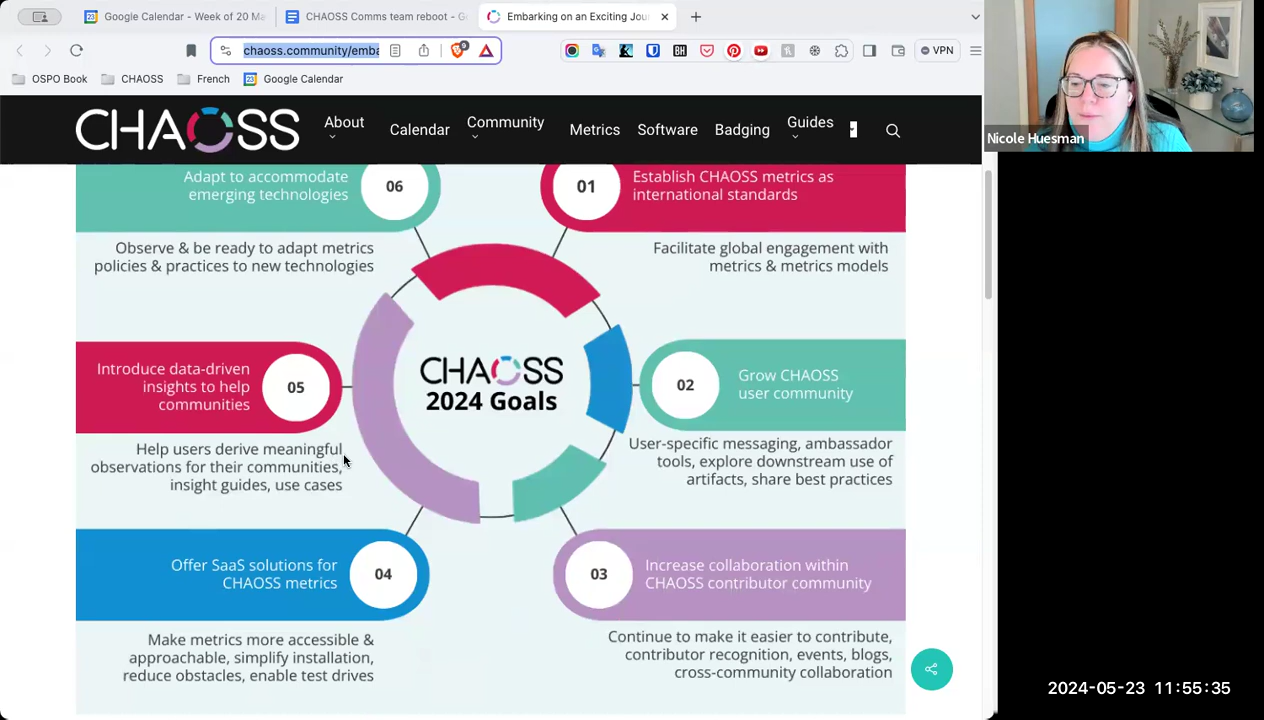 Google Calendar - Week of 20 Ma
CHAOSS Comms team reboot - G
Embarking on an Exciting Jou
chaoss.community/emba
9
BH
VPN
OSPO Book
CHAOSS
French
23
Google Calendar
CHAOSS
About
Calendar
Community
Metrics
Software
Badging
Guides
Nicole Huesman
Adapt to accommodate
emerging technologies
06
Observe & be ready to adapt metrics
policies & practices to new technologies
01
Establish CHAOSS metrics as
international standards
Facilitate global engagement with
metrics & metrics models
Introduce data-driven
insights to help
communities
05
Help users derive meaningful
observations for their communities,
insight guides, use cases
CHAOSS
2024 Goals
02
Grow CHAOSS
user community
User-specific messaging, ambassador
tools, explore downstream use of
artifacts, share best practices
Offer SaaS solutions for
CHAOSS metrics
04
Make metrics more accessible &
approachable, simplify installation,
reduce obstacles, enable test drives
03
Increase collaboration within
CHAOSS contributor community
Continue to make it easier to contribute,
contributor recognition, events, blogs,
cross-community collaboration
2024-05-23 11:55:35